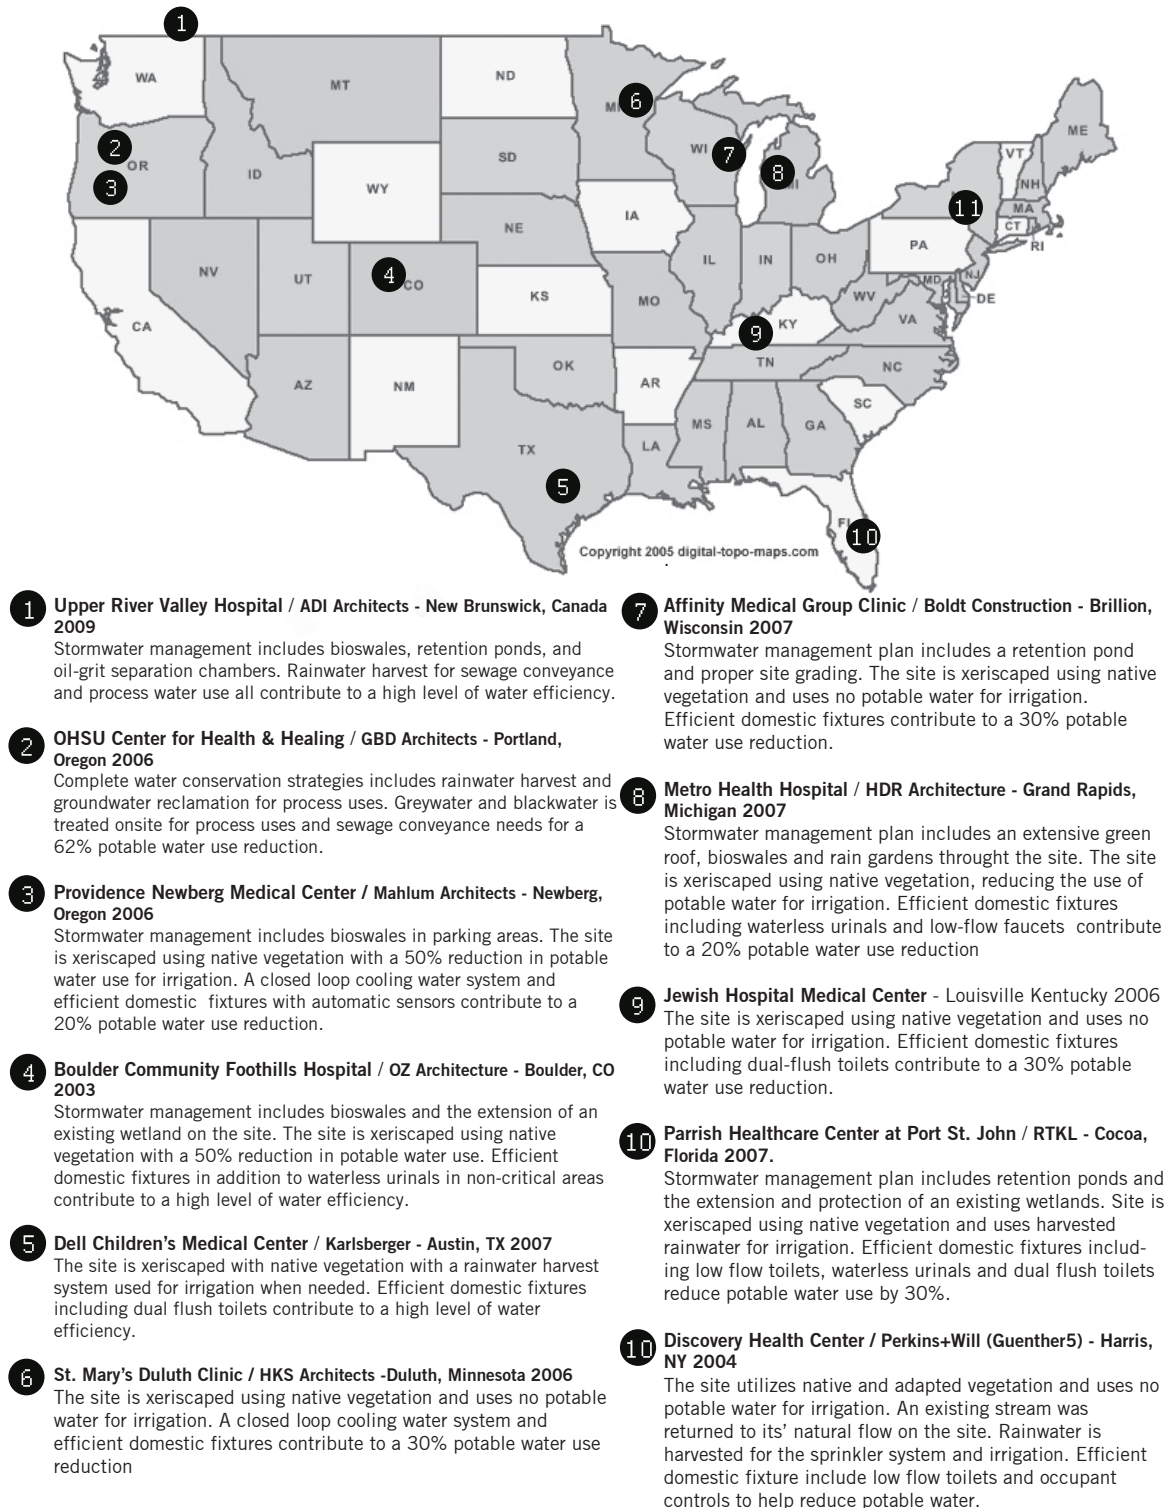 1
WA
MT
ND
6
ME
2
OR
3
ID
SD
WI
7
8
MI
VT
NH
WY
11
MA
CT
RI
IA
NE
PA
NV
UT
4
CO
IL
IN
OH
MD
NJ
DE
KS
MO
WV
VA
CA
9
KY
TN
NC
AZ
NM
OK
AR
SC
TX
MS
AL
GA
LA
5
FL
10
Copyright 2005 digital-topo-maps.com
1
Upper River Valley Hospital / ADI Architects - New Brunswick, Canada
2009
Stormwater management includes bioswales, retention ponds, and
oil-grit separation chambers. Rainwater harvest for sewage conveyance
and process water use all contribute to a high level of water efficiency.
2
OHSU Center for Health & Healing / GBD Architects - Portland,
Oregon 2006
Complete water conservation strategies includes rainwater harvest and
groundwater reclamation for process uses. Greywater and blackwater is
treated onsite for process uses and sewage conveyance needs for a
62% potable water use reduction.
3
Providence Newberg Medical Center / Mahlum Architects - Newberg,
Oregon 2006
Stormwater management includes bioswales in parking areas. The site
is xeriscaped using native vegetation with a 50% reduction in potable
water use for irrigation. A closed loop cooling water system and
efficient domestic  fixtures with automatic sensors contribute to a
20% potable water use reduction.
4
Boulder Community Foothills Hospital / OZ Architecture - Boulder, CO
2003
Stormwater management includes bioswales and the extension of an
existing wetland on the site. The site is xeriscaped using native
vegetation with a 50% reduction in potable water use. Efficient
domestic fixtures in addition to waterless urinals in non-critical areas
contribute to a high level of water efficiency.
5
Dell Children's Medical Center / Karlsberger - Austin, TX 2007
The site is xeriscaped with native vegetation with a rainwater harvest
system used for irrigation when needed. Efficient domestic fixtures
including dual flush toilets contribute to a high level of water
efficiency.
6
St. Mary's Duluth Clinic / HKS Architects -Duluth, Minnesota 2006
The site is xeriscaped using native vegetation and uses no potable
water for irrigation. A closed loop cooling water system and
efficient domestic fixtures contribute to a 30% potable water use
reduction
7
Affinity Medical Group Clinic / Boldt Construction - Brillion,
Wisconsin 2007
Stormwater management plan includes a retention pond
and proper site grading. The site is xeriscaped using native
vegetation and uses no potable water for irrigation.
Efficient domestic fixtures contribute to a 30% potable
water use reduction.
8
Metro Health Hospital / HDR Architecture - Grand Rapids,
Michigan 2007
Stormwater management plan includes an extensive green
roof, bioswales and rain gardens throught the site. The site
is xeriscaped using native vegetation, reducing the use of
potable water for irrigation. Efficient domestic fixtures
including waterless urinals and low-flow faucets  contribute
to a 20% potable water use reduction
9
Jewish Hospital Medical Center - Louisville Kentucky 2006
The site is xeriscaped using native vegetation and uses no
potable water for irrigation. Efficient domestic fixtures
including dual-flush toilets contribute to a 30% potable
water use reduction.
10
Parrish Healthcare Center at Port St. John / RTKL - Cocoa,
Florida 2007.
Stormwater management plan includes retention ponds and
the extension and protection of an existing wetlands. Site is
xeriscaped using native vegetation and uses harvested
rainwater for irrigation. Efficient domestic fixtures includ-
ing low flow toilets, waterless urinals and dual flush toilets
reduce potable water use by 30%.
10
Discovery Health Center / Perkins+Will (Guenther5) - Harris,
NY 2004
The site utilizes native and adapted vegetation and uses no
potable water for irrigation. An existing stream was
returned to its' natural flow on the site. Rainwater is
harvested for the sprinkler system and irrigation. Efficient
domestic fixture include low flow toilets and occupant
controls to help reduce potable water.